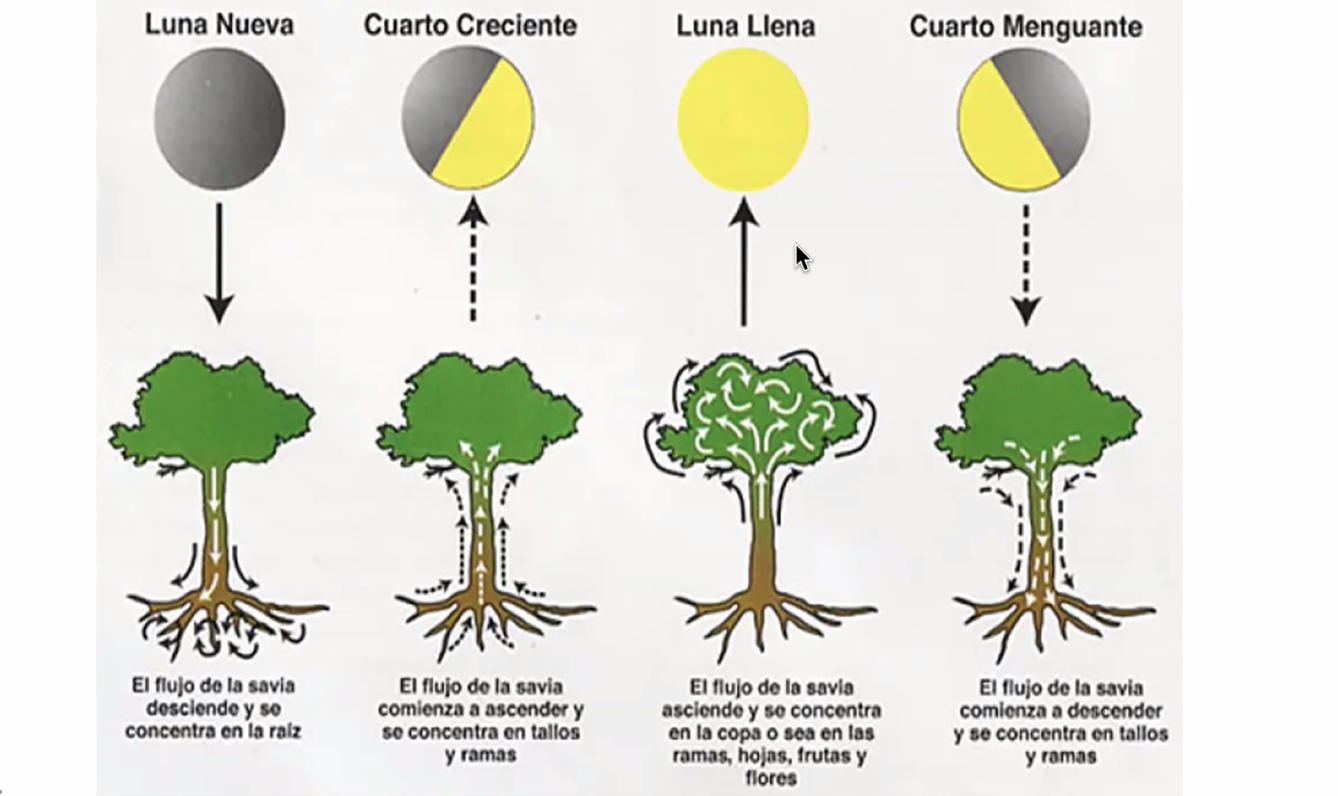 Luna Nueva
Cuarto Creciente
Luna Llena
Cuarto Menguante
El flujo de la savia
desciende y se
concentra en la raiz
El flujo de la savia
comienza a ascender y
se concentra en tallos
y ramas
El flujo de la savia
asciende y se concentra
en la copa o sea en las
ramas, hojas, frutas y
flores
El flujo de la savia
comienza a descender
y se concentra en tallos
y ramas